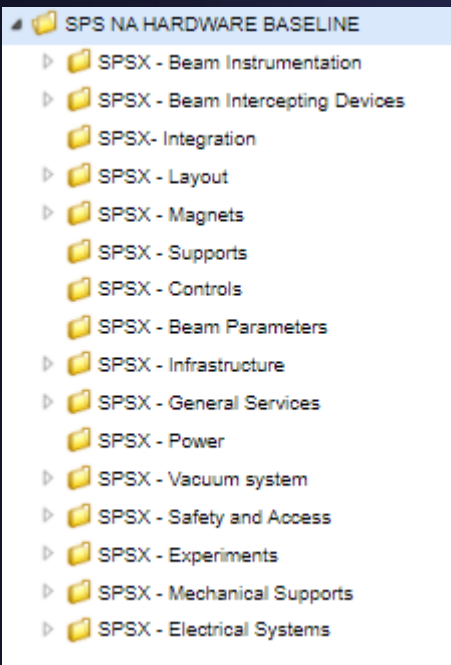 SPS NA HARDWARE BASELINE
SPSX - Beam Instrumentation
SPSX - Beam Intercepting Devices
SPSX- Integration
SPSX - Layout
SPSX - Magnets
SPSX - Supports
SPSX - Controls
SPSX - Beam Parameters
SPSX - Infrastructure
SPSX - General Services
SPSX - Power
SPSX - Vacuum system
SPSX - Safety and Access
SPSX - Experiments
SPSX - Mechanical Supports
SPSX - Electrical Systems